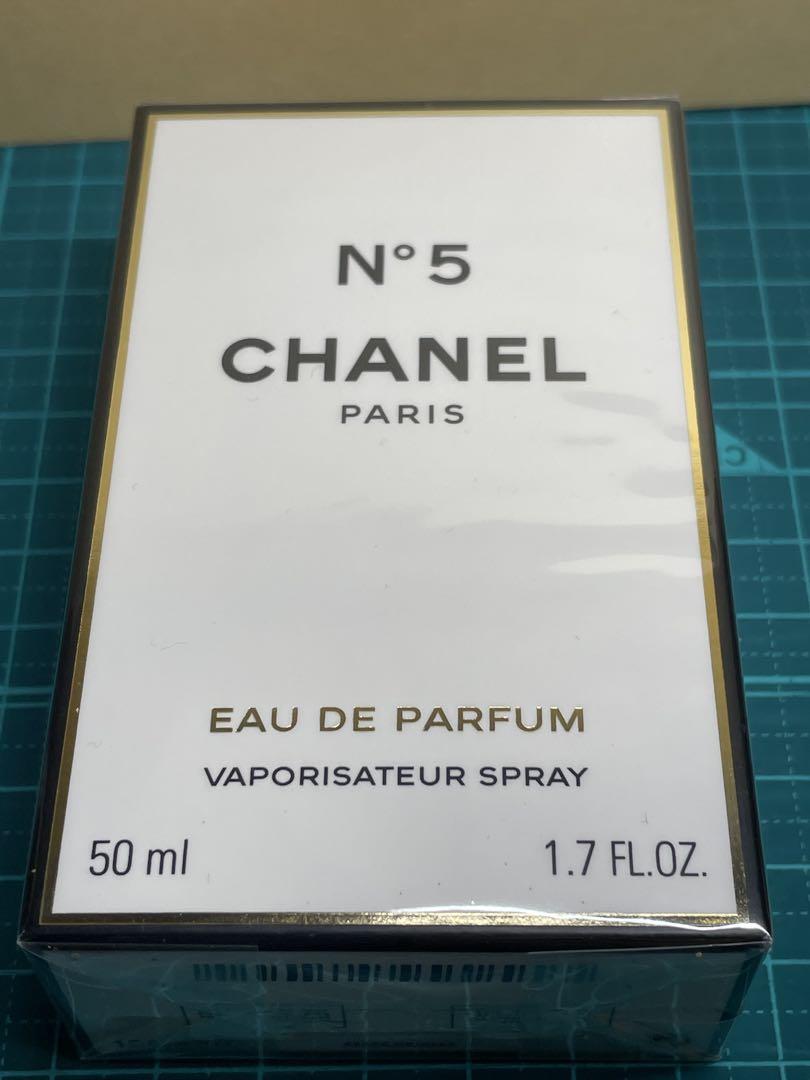 N°5
CHANEL
PARIS
EAU DE PARFUM
VAPORISATEUR SPRAY
50 ml 1.7 FL.OZ.
C